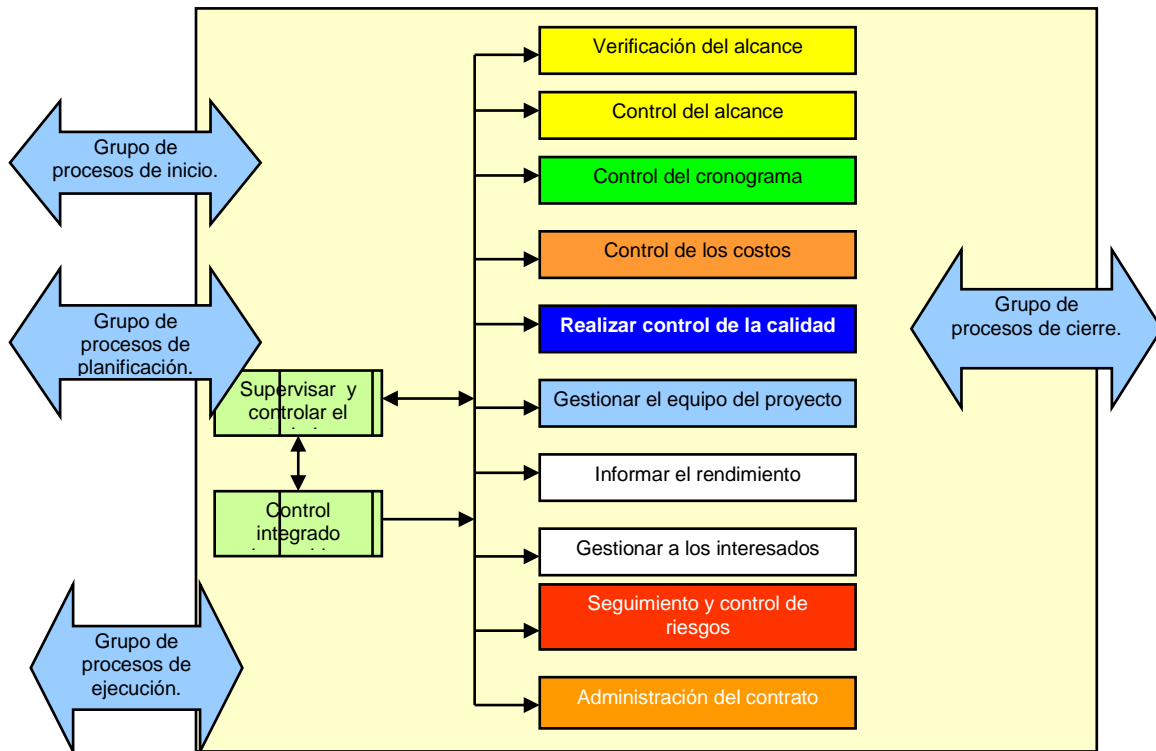 Verificación del alcance
Control del alcance
Grupo de
procesos de inicio.
Control del cronograma
Control de los costos
Grupo de
procesos de cierre.
Realizar control de la calidad
Grupo de
procesos de
planificación.
Supervisar y
controlar el
Gestionar el equipo del proyecto
Informar el rendimiento
Control
integrado
Gestionar a los interesados
Seguimiento y control de
riesgos
Grupo de
procesos de
ejecución.
Administración del contrato